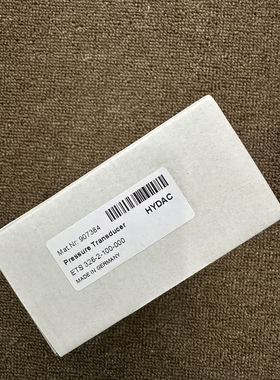 Mat.Nr. 907384
Pressure Transducer
ETS 326-2-100-000
MADE IN GERMANY
HYDAC